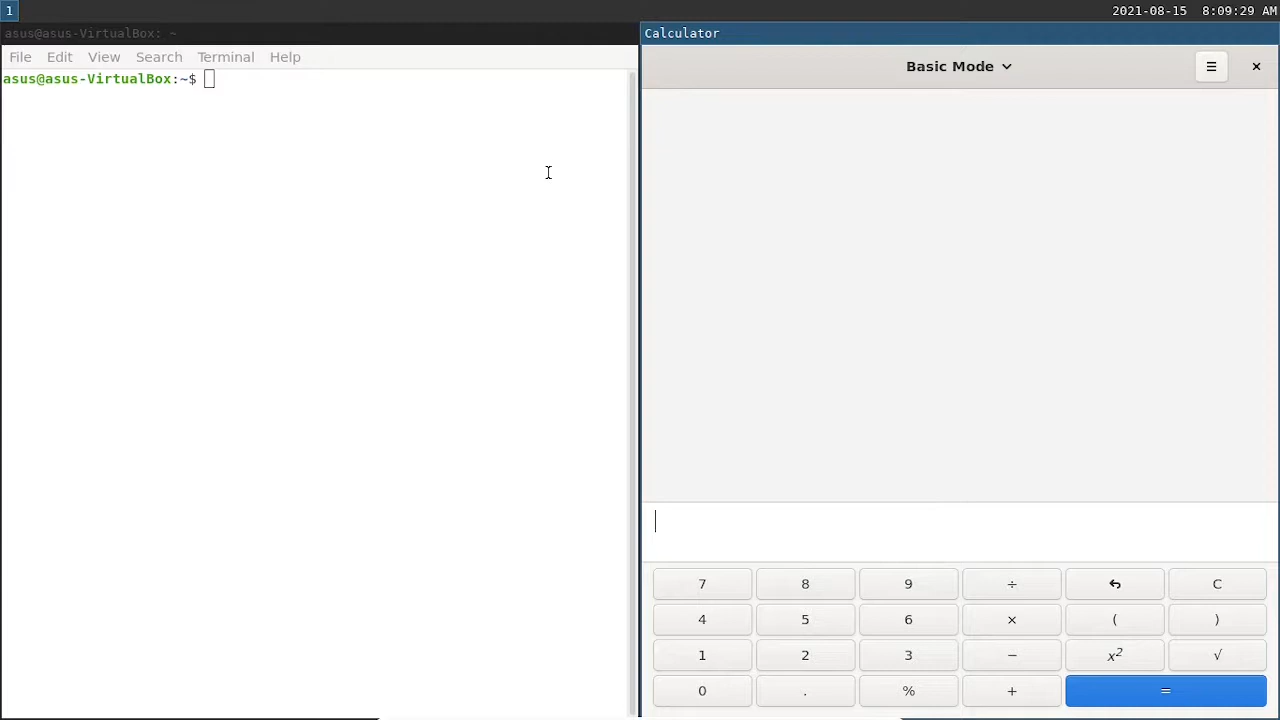 1
2021-08-15 8:09:29 AM
asus@asus-VirtualBox: ~
File Edit View Search Terminal Help
asus@asus-VirtualBox:~$
Calculator
Basic Mode
7 8 9 ÷ C
4 5 6 × ( )
1 2 3 − x² √
0 . % + =